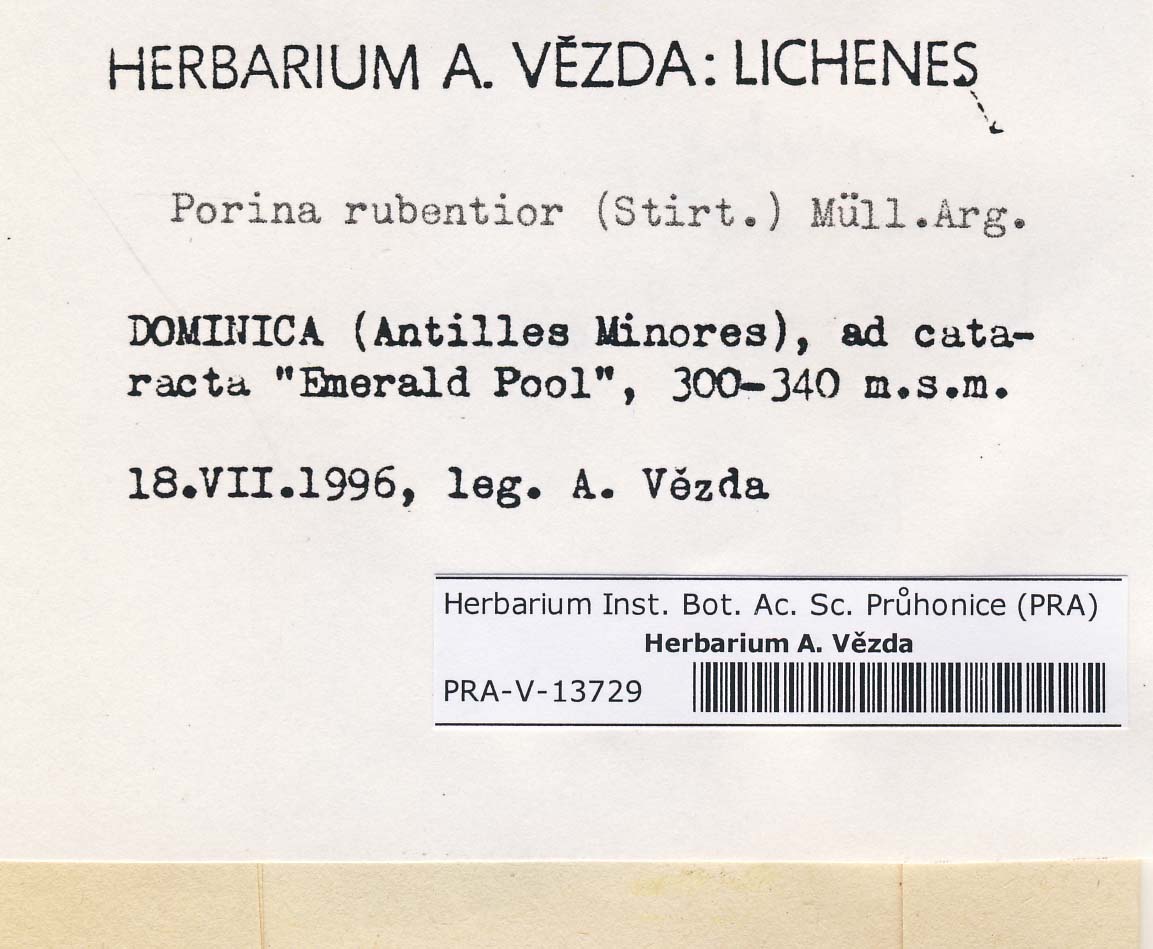 HERBARIUM A. VĚZDA: LICHENES
Porina rubentior (Stirt.) Müll.Arg.
DOMINICA (Antilles Minores), ad cata-
racta "Emerald Pool", 300-340 m.s.m.
18.VII.1996, leg. A. Vězda
Herbarium Inst. Bot. Ac. Sc. Průhonice (PRA)
Herbarium A. Vězda
PRA-V-13729